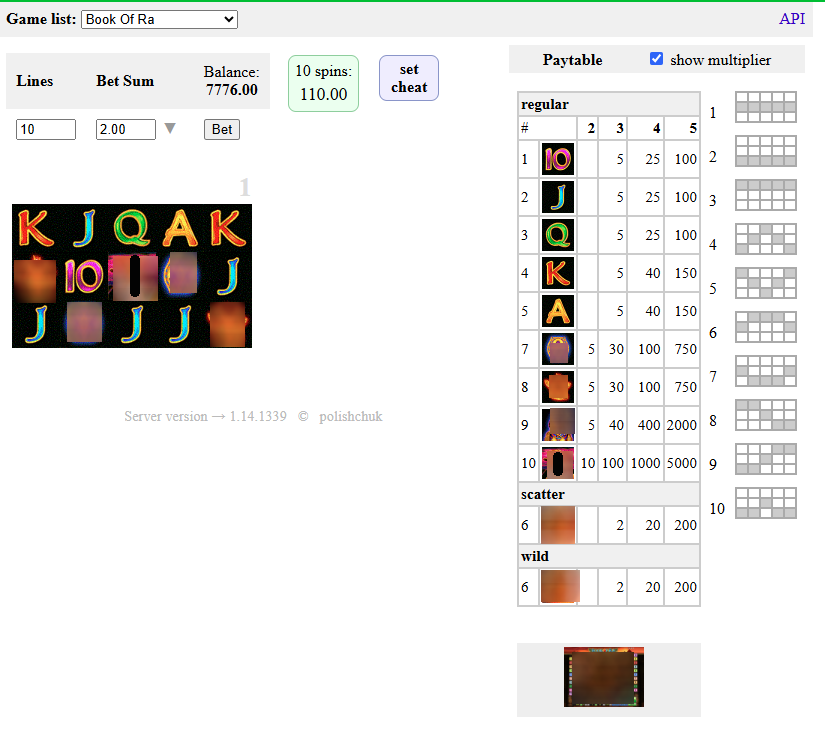 Game list: Book Of Ra API
Lines Bet Sum Balance: 7776.00
10 2.00 Bet
10 spins: 110.00
set cheat
1
K J Q A K
10 J
J J J
Server version → 1.14.1339 © polishchuk
Paytable show multiplier
regular
# 2 3 4 5
1 10 5 25 100
2 J 5 25 100
3 Q 5 25 100
4 K 5 40 150
5 A 5 40 150
7 5 30 100 750
8 5 30 100 750
9 5 40 400 2000
10 10 100 1000 5000
scatter
6 2 20 200
wild
6 2 20 200
1
2
3
4
5
6
7
8
9
10